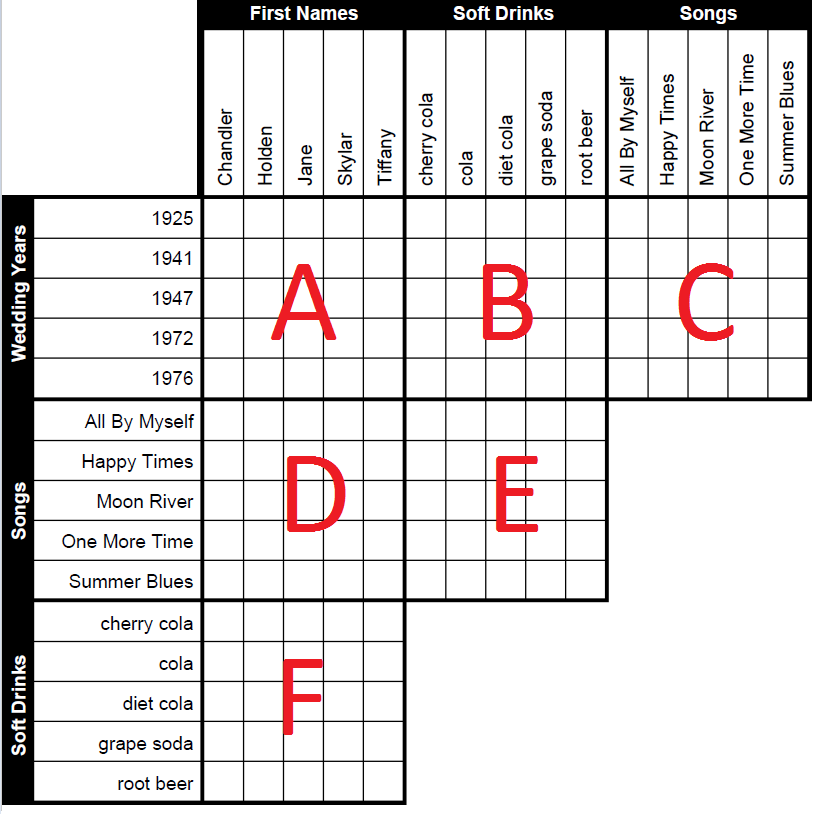 First Names Soft Drinks Songs
Chandler Holden Jane Skylar Tiffany cherry cola cola diet cola grape soda root beer All By Myself Happy Times Moon River One More Time Summer Blues
Wedding Years
1925
1941
1947
1972
1976
A B C
Songs
All By Myself
Happy Times
Moon River
One More Time
Summer Blues
D E
Soft Drinks
cherry cola
cola
diet cola
grape soda
root beer
F